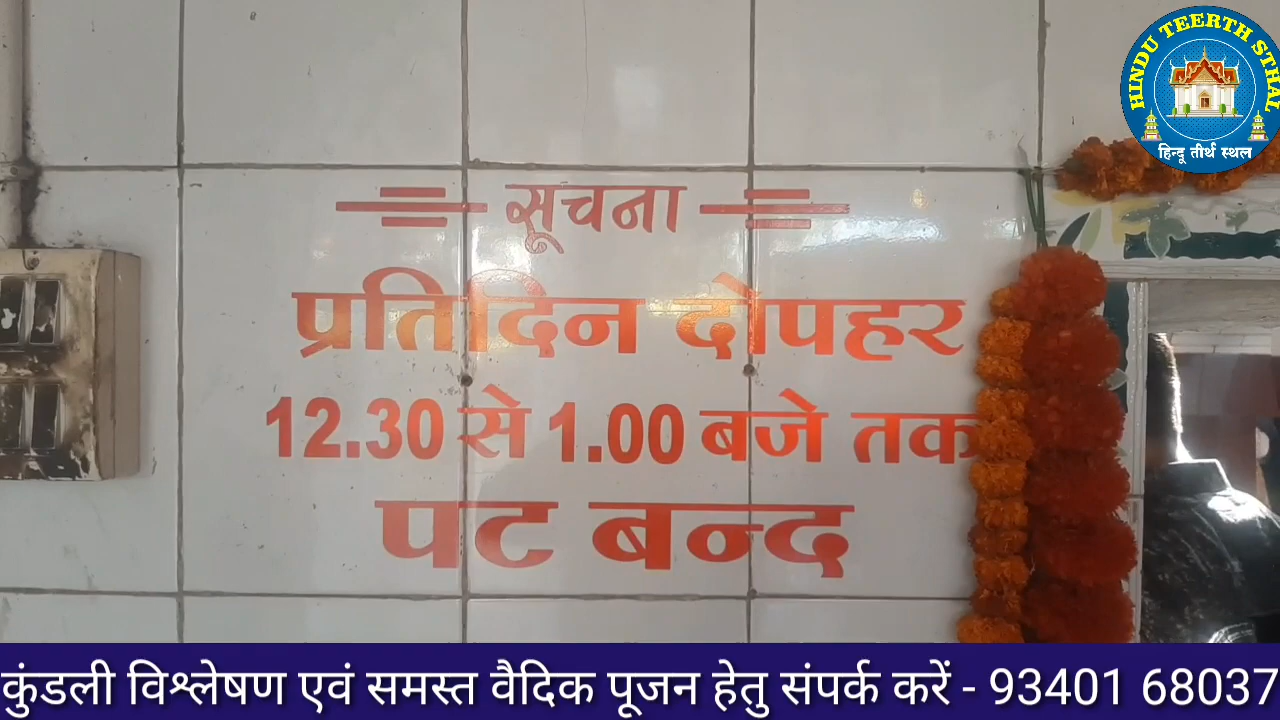 HINDU TEERTH STHAL
हिन्दू तीर्थ स्थल
सूचना
प्रतिदिन दोपहर
12.30 से 1.00 बजे तक
पट बन्द
कुंडली विश्लेषण एवं समस्त वैदिक पूजन हेतु संपर्क करें - 93401 68037